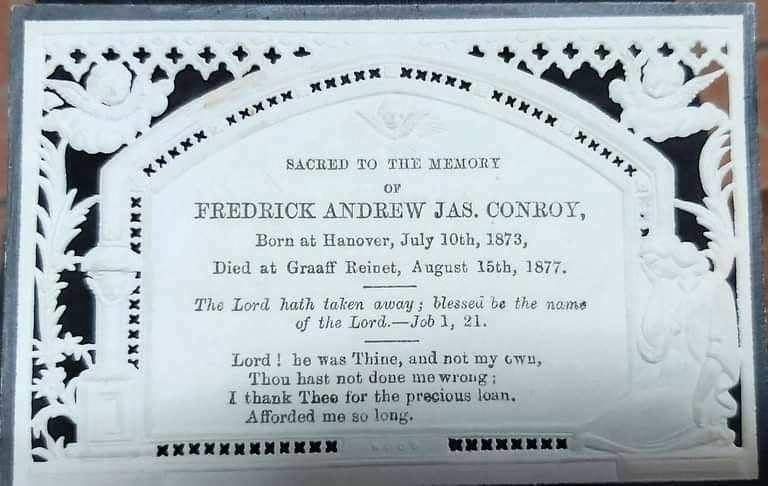 SACRED TO THE MEMORY
OF
FREDRICK ANDREW JAS. CONROY,
Born at Hanover, July 10th, 1873,
Died at Graaff Reinet, August 15th, 1877.
The Lord hath taken away; blessed be the name
of the Lord.—Job 1, 21.
Lord! he was Thine, and not my own,
Thou hast not done me wrong;
I thank Thee for the precious loan.
Afforded me so long.